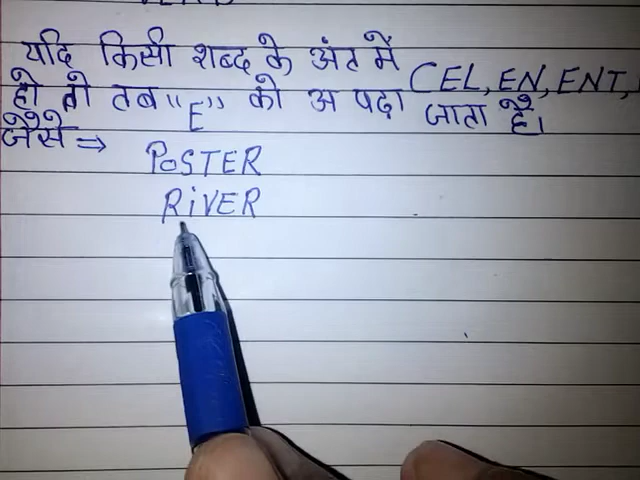 यदि किसी शब्द के अंत में (CEL, EN, ENT,
हो तो तब "E" को अ पढ़ा जाता है।
जैसे ⇒
POSTER
RiVER